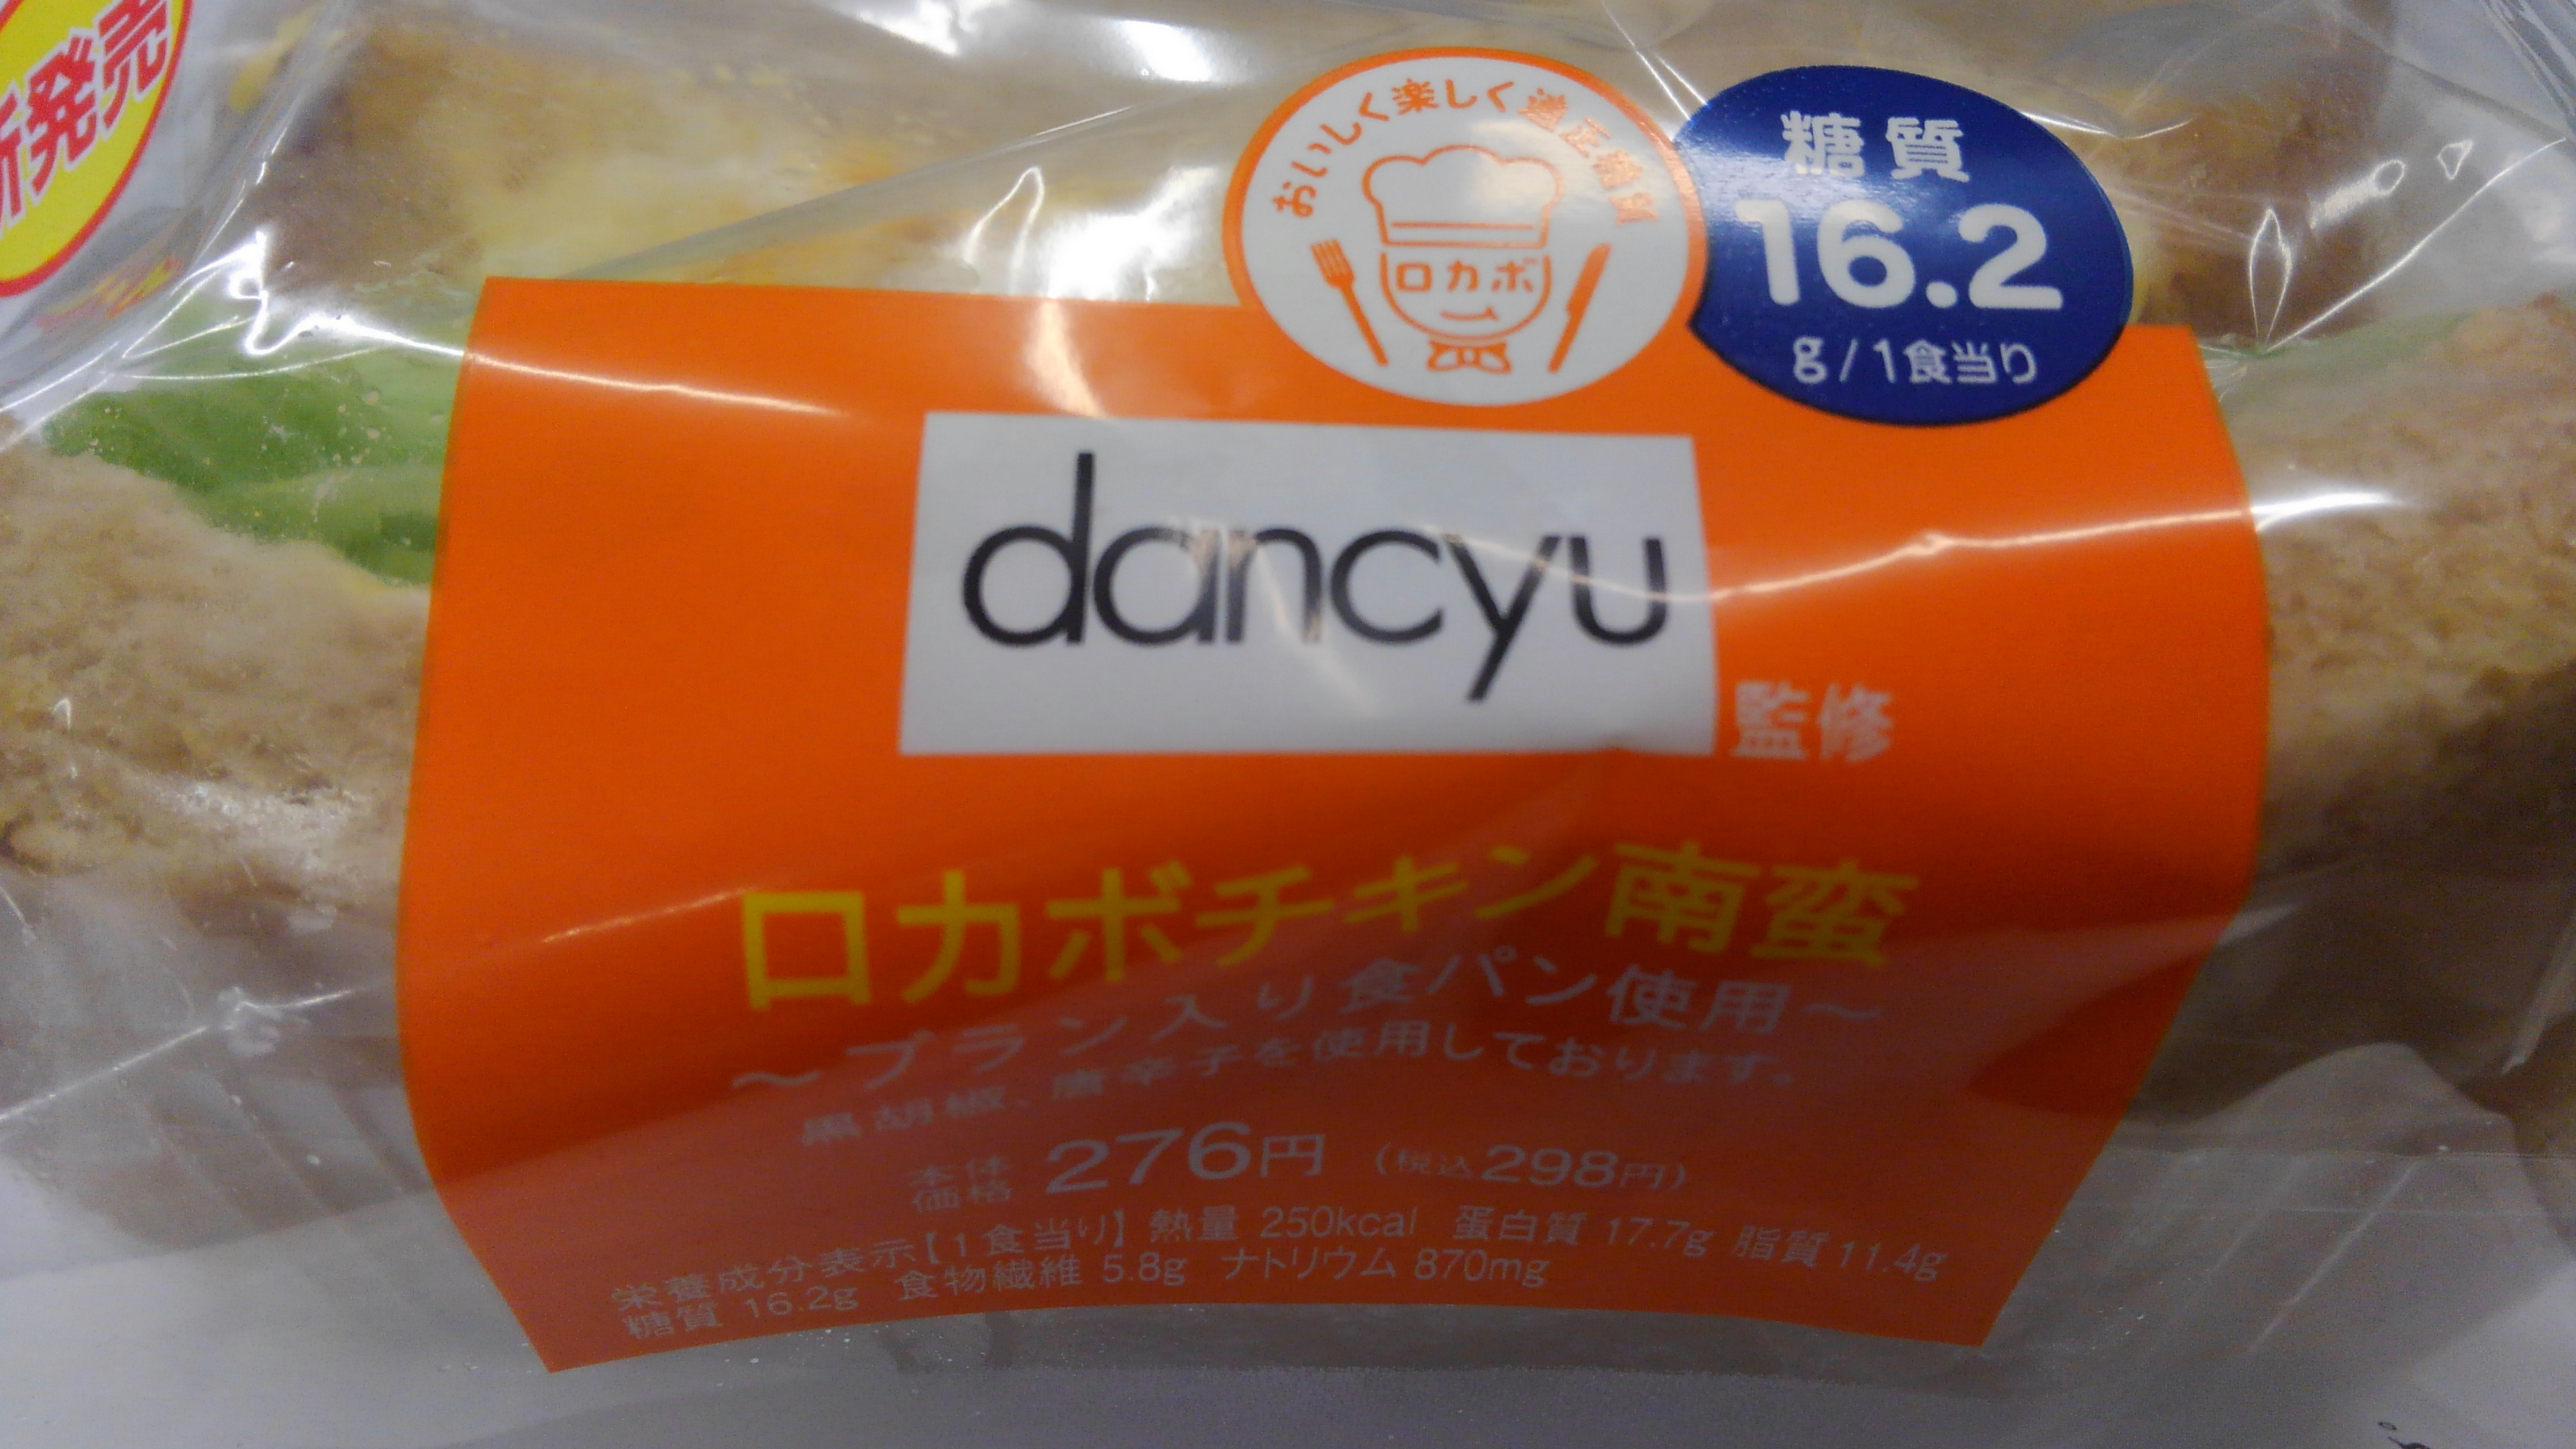 新発売
おいしく楽しく適正糖質
ロカボ
糖質
16.2
g/1食当り
dancyu
監修
ロカボチキン南蛮
～ブラン入り食パン使用～
黒胡椒、唐辛子を使用しております。
本体価格 276円 (税込298円)
栄養成分表示【1食当り】 熱量 250kcal 蛋白質 17.7g 脂質 11.4g
糖質 16.2g 食物繊維 5.8g ナトリウム 870mg